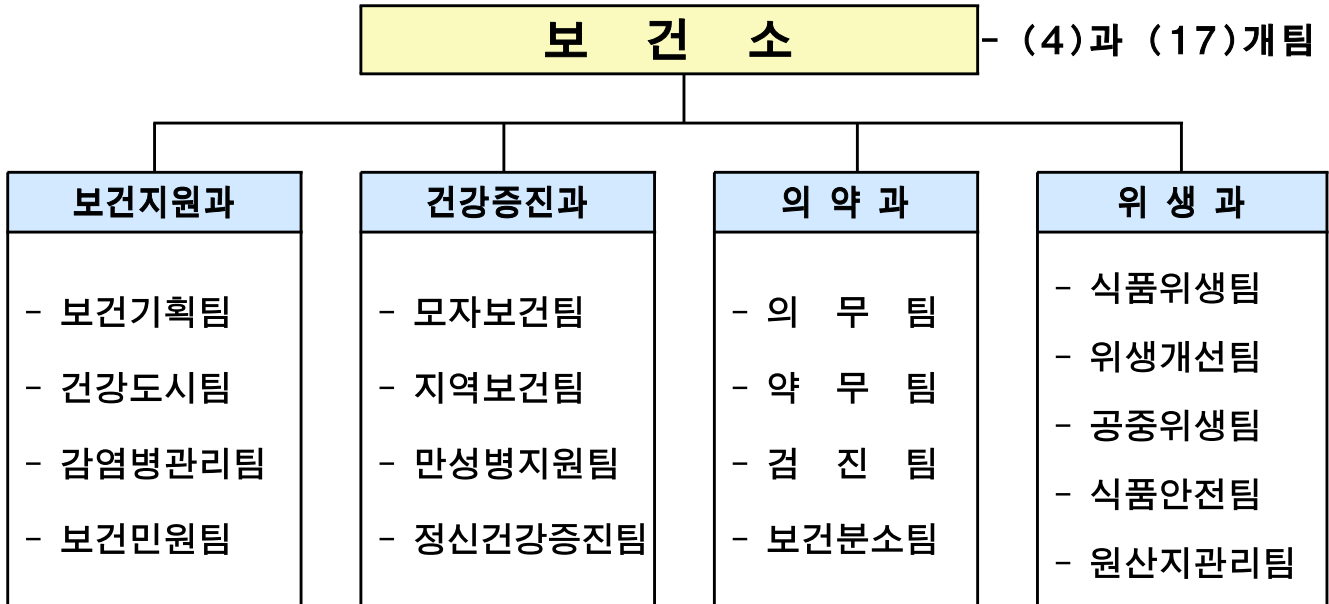 보 건 소 - (4)과 (17)개팀
보건지원과
- 보건기획팀
- 건강도시팀
- 감염병관리팀
- 보건민원팀
건강증진과
- 모자보건팀
- 지역보건팀
- 만성병지원팀
- 정신건강증진팀
의 약 과
- 의 무 팀
- 약 무 팀
- 검 진 팀
- 보건분소팀
위 생 과
- 식품위생팀
- 위생개선팀
- 공중위생팀
- 식품안전팀
- 원산지관리팀